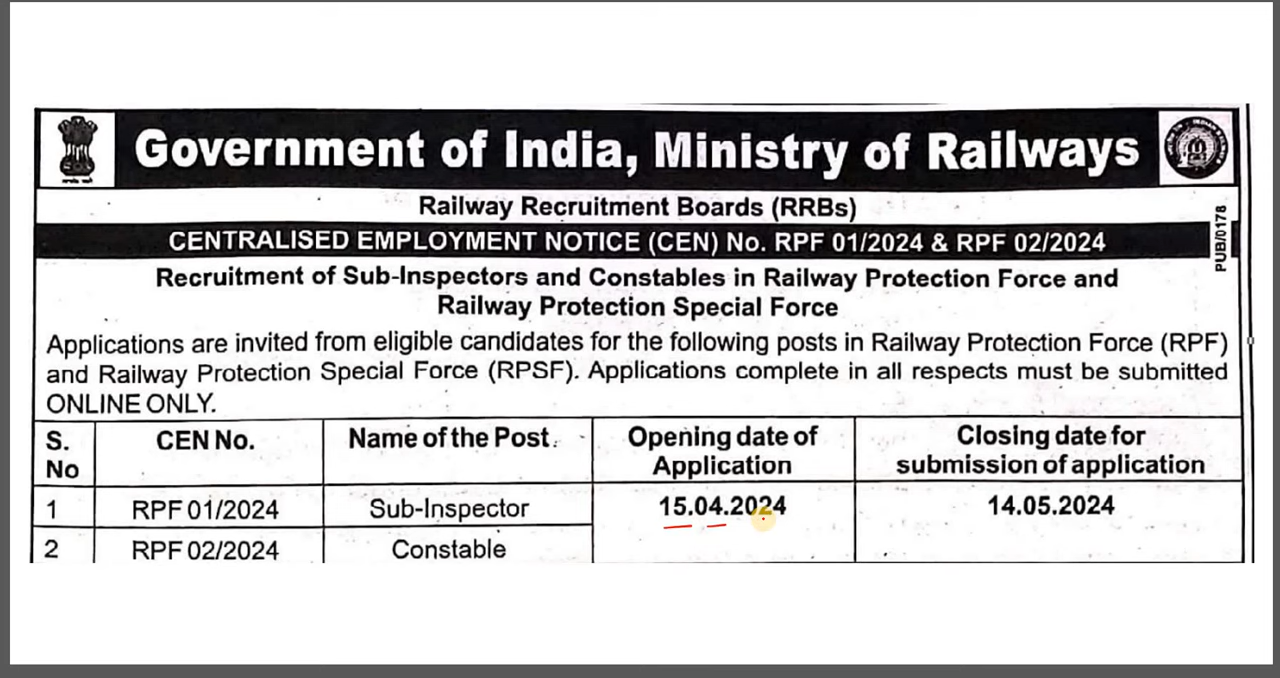 Government of India, Ministry of Railways
Railway Recruitment Boards (RRBs)
CENTRALISED EMPLOYMENT NOTICE (CEN) No. RPF 01/2024 & RPF 02/2024
PUB/0178
Recruitment of Sub-Inspectors and Constables in Railway Protection Force and
Railway Protection Special Force
Applications are invited from eligible candidates for the following posts in Railway Protection Force (RPF)
and Railway Protection Special Force (RPSF). Applications complete in all respects must be submitted
ONLINE ONLY.
S. No CEN No. Name of the Post Opening date of Application Closing date for submission of application
1 RPF 01/2024 Sub-Inspector 15.04.2024 14.05.2024
2 RPF 02/2024 Constable